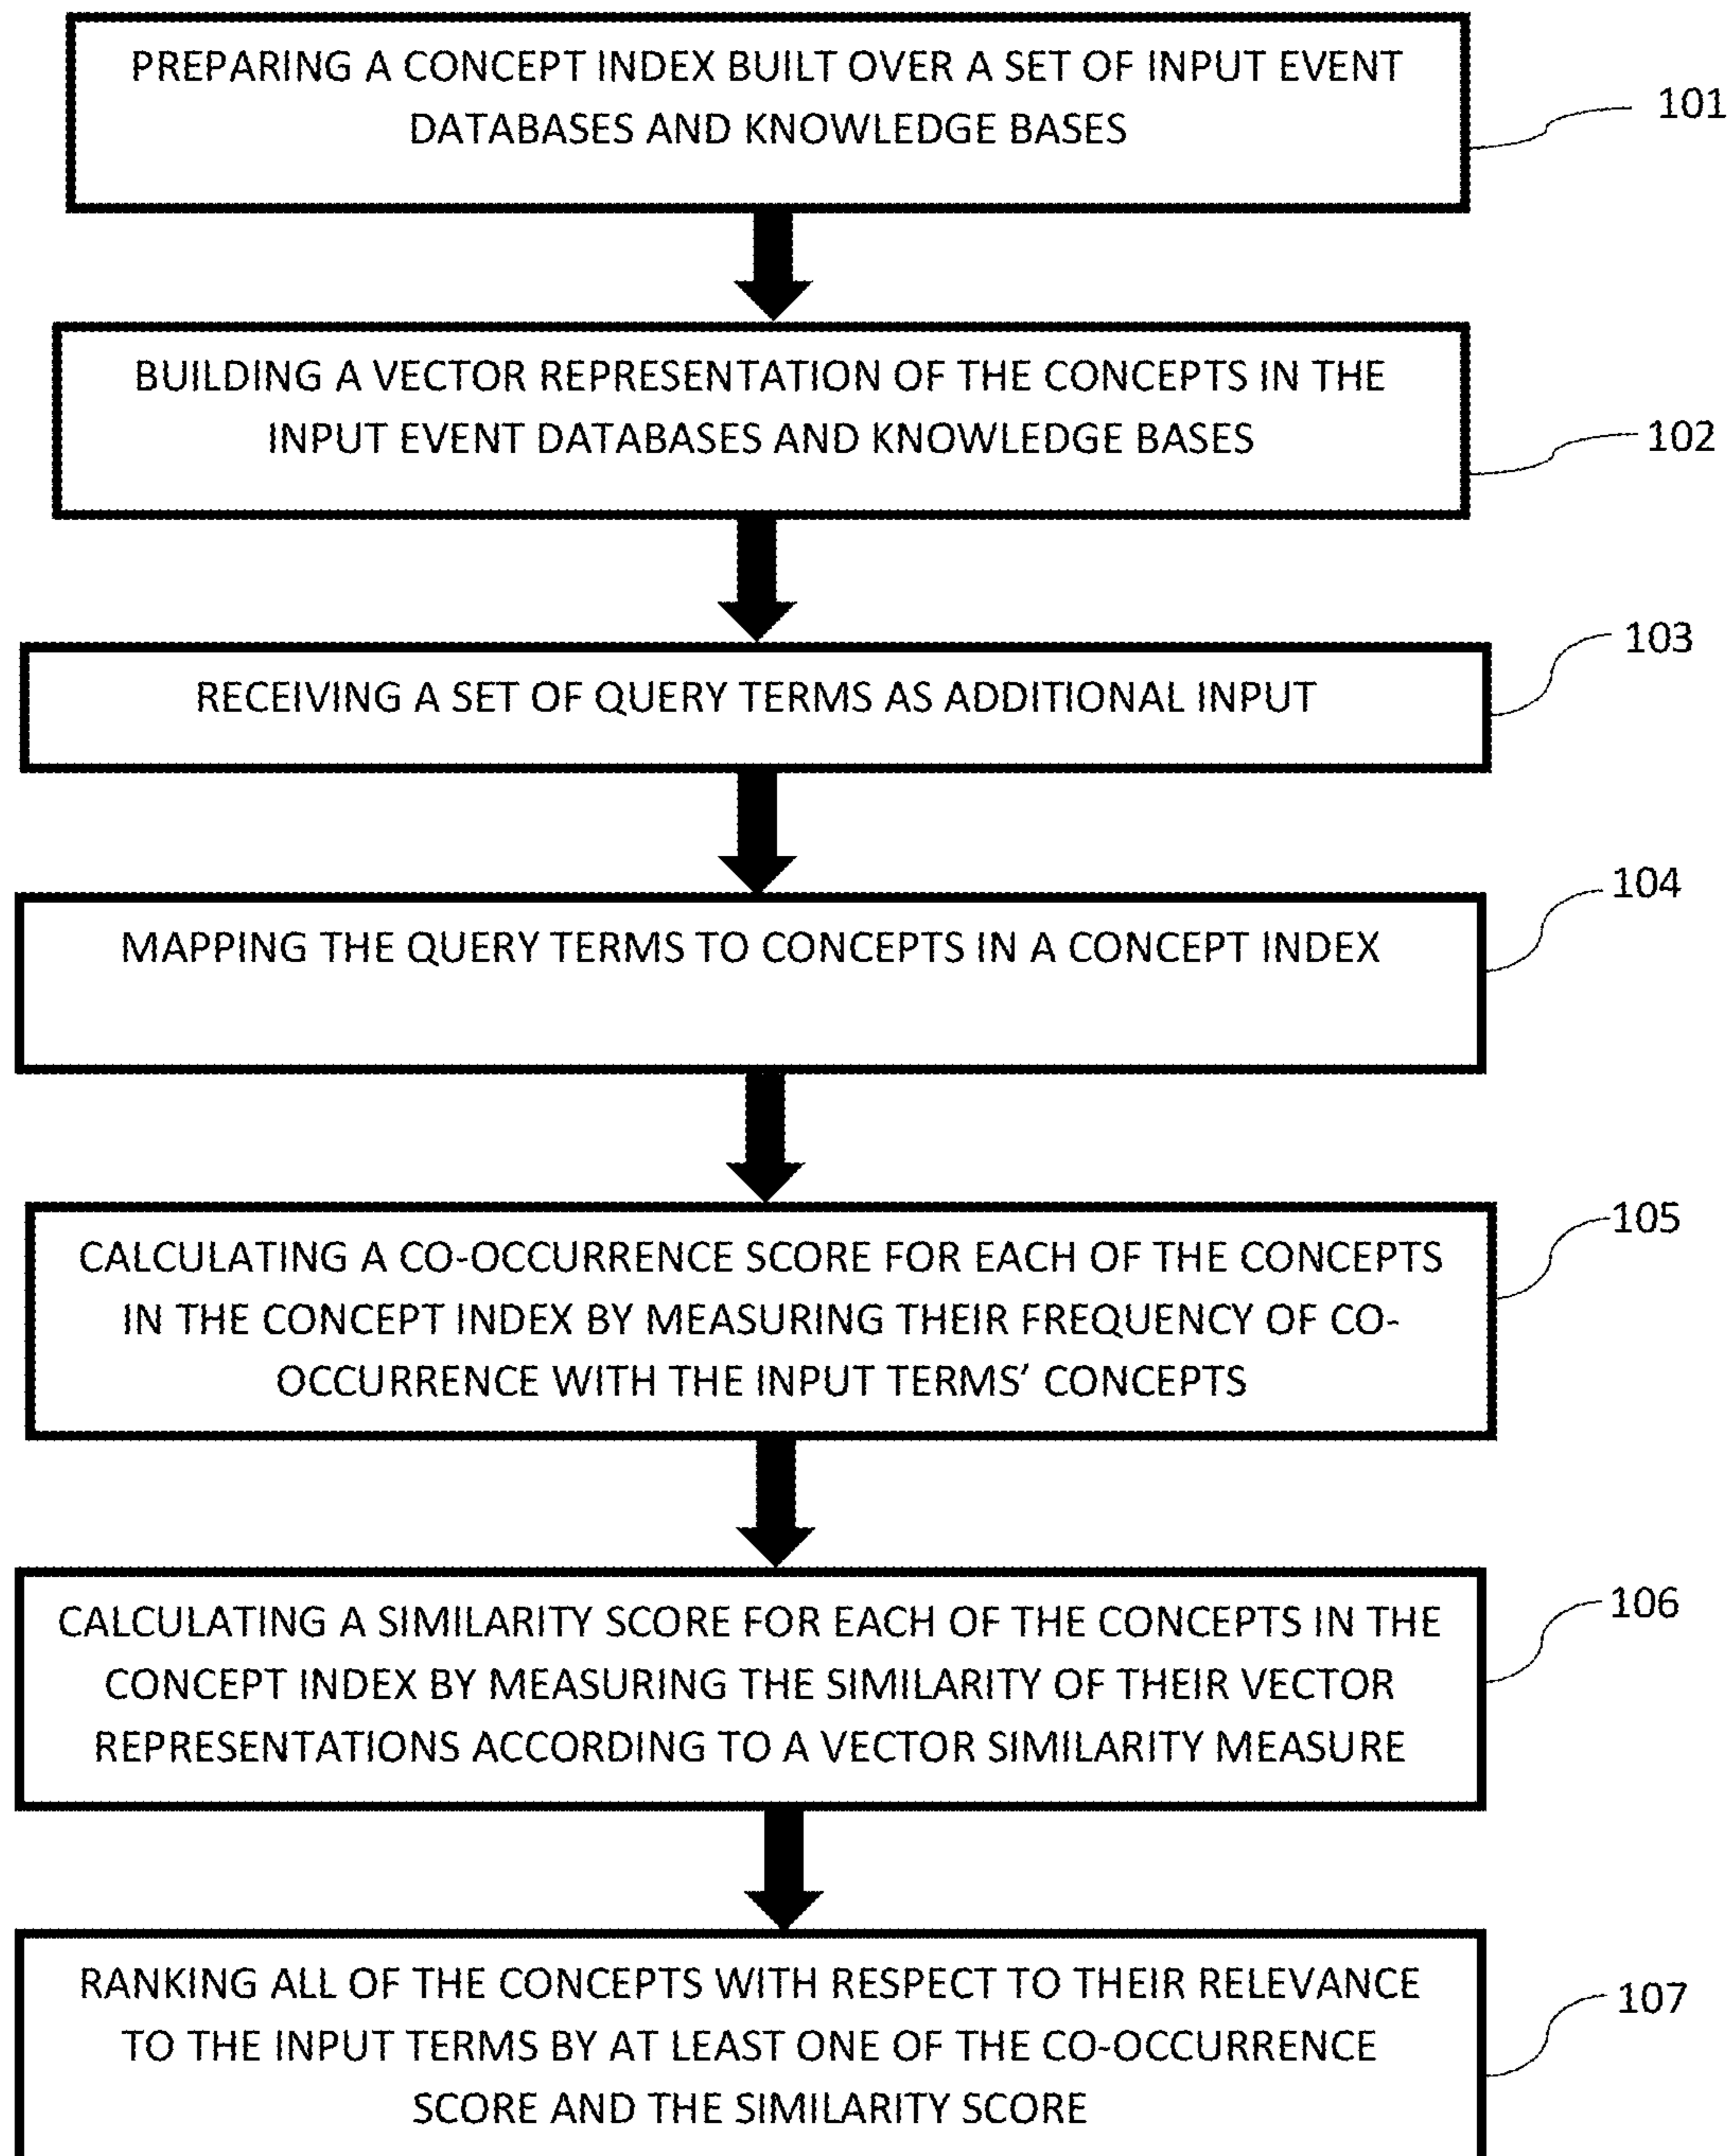 PREPARING A CONCEPT INDEX BUILT OVER A SET OF INPUT EVENT
DATABASES AND KNOWLEDGE BASES
101
BUILDING A VECTOR REPRESENTATION OF THE CONCEPTS IN THE
INPUT EVENT DATABASES AND KNOWLEDGE BASES
102
RECEIVING A SET OF QUERY TERMS AS ADDITIONAL INPUT
103
MAPPING THE QUERY TERMS TO CONCEPTS IN A CONCEPT INDEX
104
CALCULATING A CO-OCCURRENCE SCORE FOR EACH OF THE CONCEPTS
IN THE CONCEPT INDEX BY MEASURING THEIR FREQUENCY OF CO-
OCCURRENCE WITH THE INPUT TERMS’ CONCEPTS
105
CALCULATING A SIMILARITY SCORE FOR EACH OF THE CONCEPTS IN THE
CONCEPT INDEX BY MEASURING THE SIMILARITY OF THEIR VECTOR
REPRESENTATIONS ACCORDING TO A VECTOR SIMILARITY MEASURE
106
RANKING ALL OF THE CONCEPTS WITH RESPECT TO THEIR RELEVANCE
TO THE INPUT TERMS BY AT LEAST ONE OF THE CO-OCCURRENCE
SCORE AND THE SIMILARITY SCORE
107